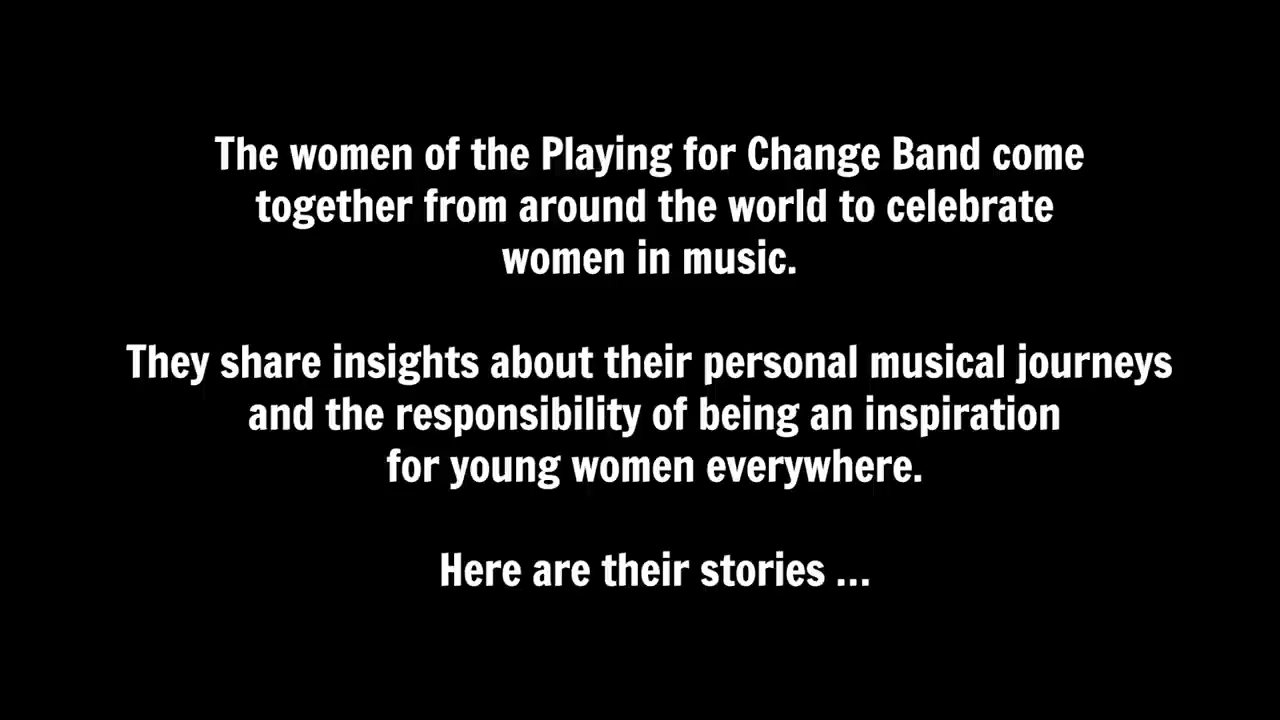 The women of the Playing for Change Band come
together from around the world to celebrate
women in music.
They share insights about their personal musical journeys
and the responsibility of being an inspiration
for young women everywhere.
Here are their stories ...